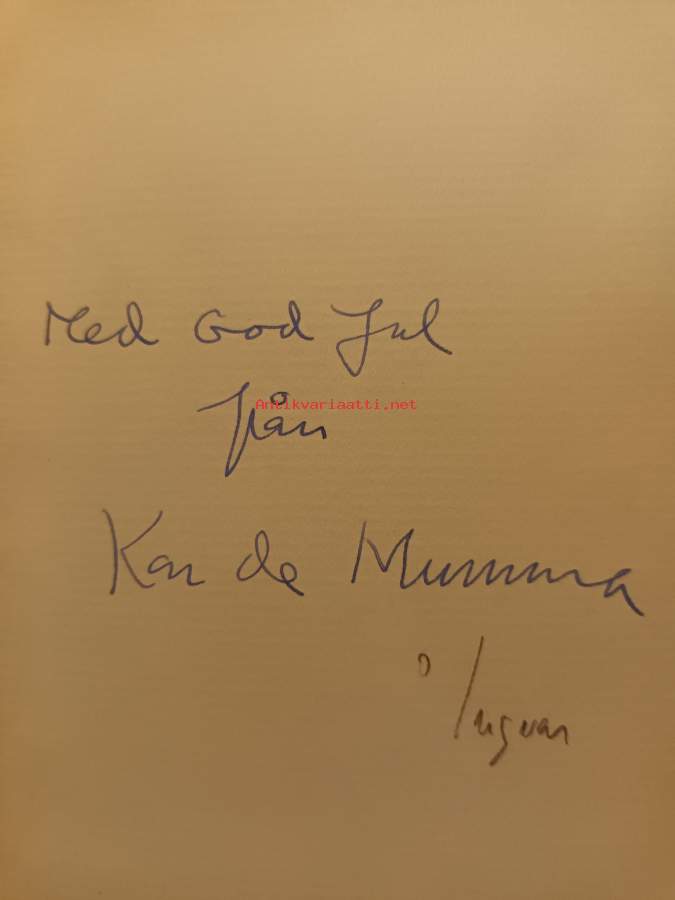 Med God Jul
Antikvariaatti.net
från
Kar de Mumma
o Ingvar